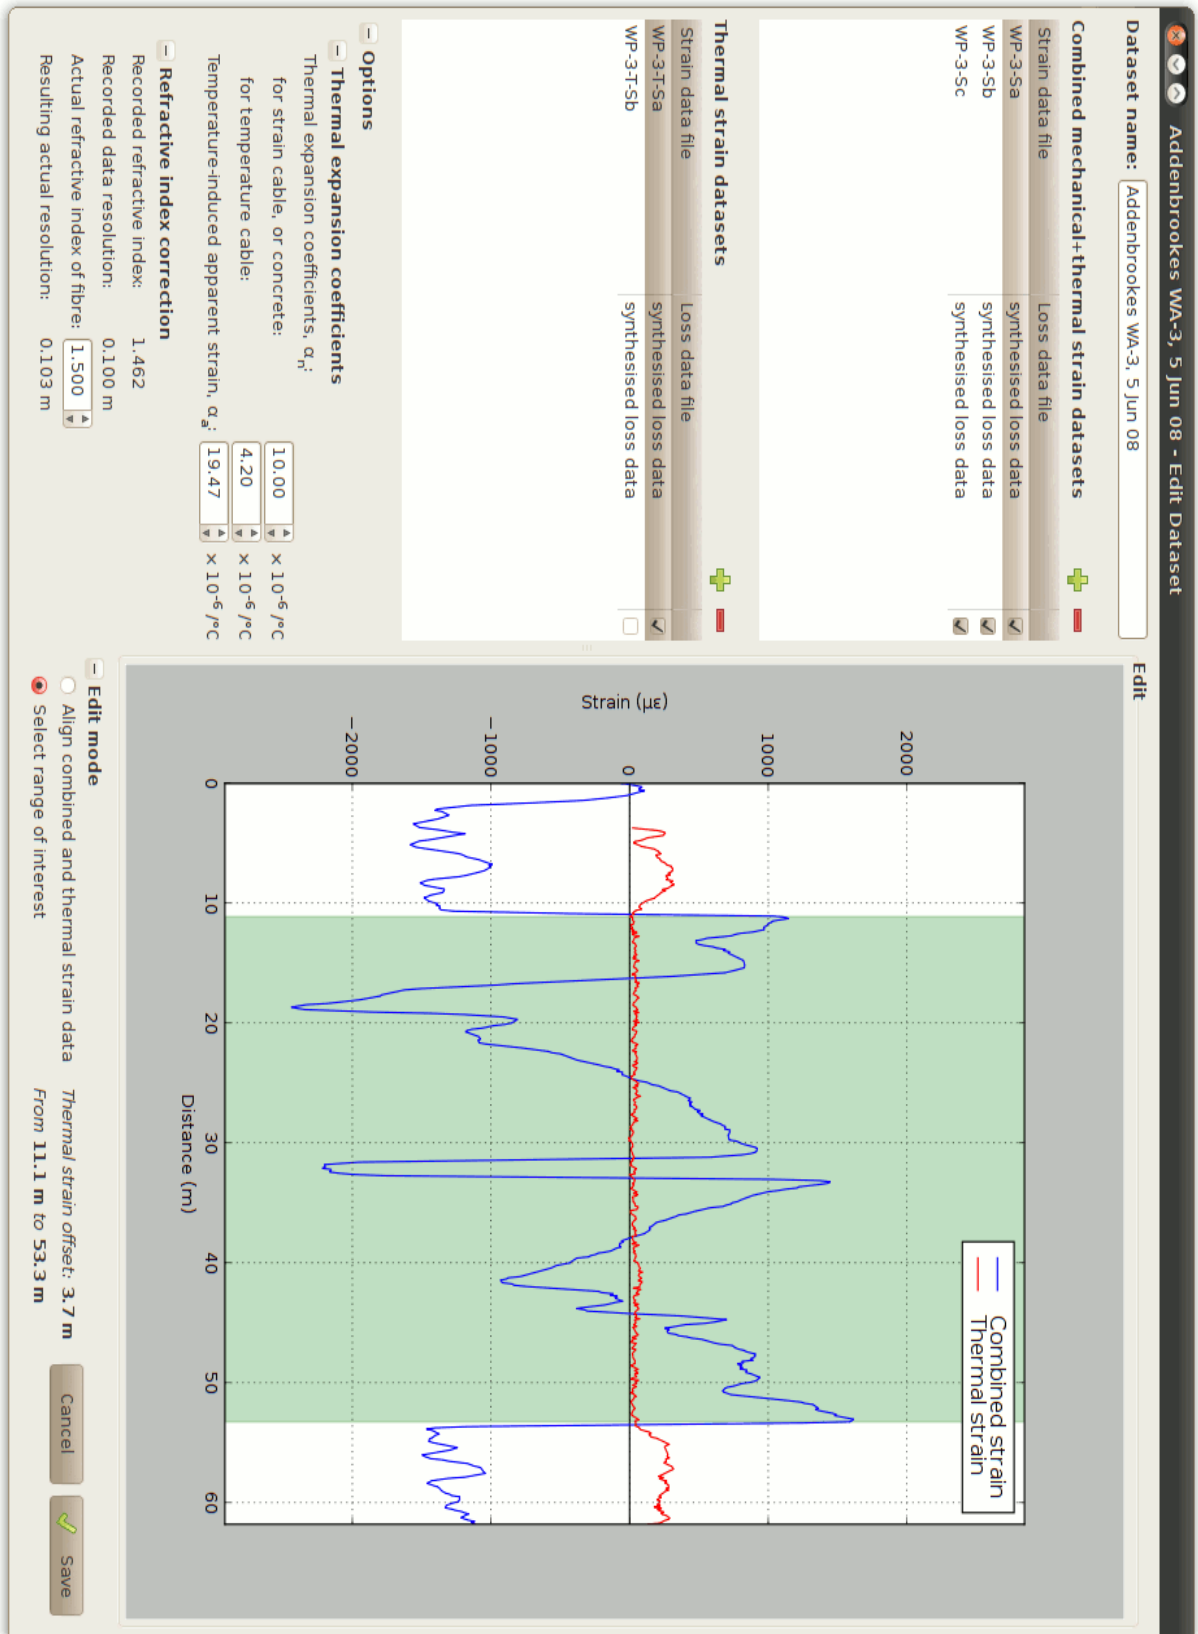 Addenbrookes WA-3, 5 Jun 08 - Edit Dataset
Dataset name: Addenbrookes WA-3, 5 Jun 08
Combined mechanical+thermal strain datasets
Strain data file Loss data file
WP-3-Sa synthesised loss data
WP-3-Sb synthesised loss data
WP-3-Sc synthesised loss data
Thermal strain datasets
Strain data file Loss data file
WP-3-T-Sa synthesised loss data
WP-3-T-Sb synthesised loss data
Options
Thermal expansion coefficients
Thermal expansion coefficients, αn:
for strain cable, or concrete: 10.00 × 10-6 /°C
for temperature cable: 4.20 × 10-6 /°C
Temperature-induced apparent strain, αa: 19.47 × 10-6 /°C
Refractive index correction
Recorded refractive index: 1.462
Recorded data resolution: 0.100 m
Actual refractive index of fibre: 1.500
Resulting actual resolution: 0.103 m
Edit
2000
1000
0
−1000
−2000
Strain (με)
0 10 20 30 40 50 60
Distance (m)
Combined strain
Thermal strain
Edit mode
Align combined and thermal strain data Thermal strain offset: 3.7 m
Select range of interest From 11.1 m to 53.3 m
Cancel Save